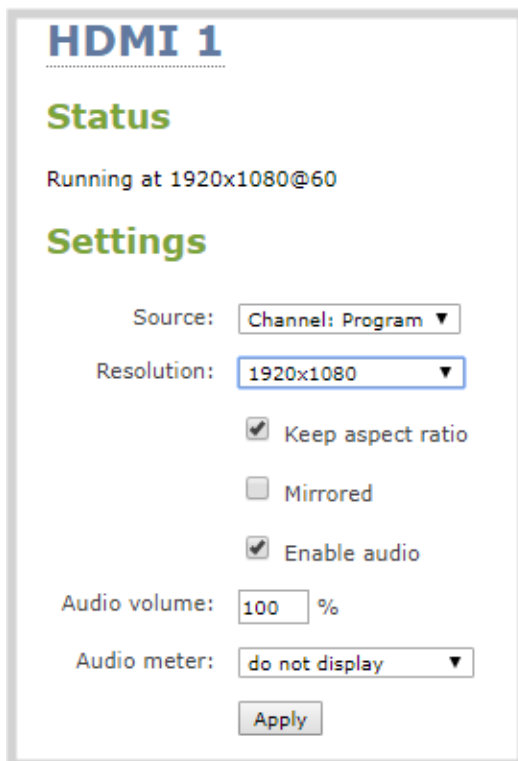 HDMI 1
Status
Running at 1920x1080@60
Settings
Source: Channel: Program
Resolution: 1920x1080
Keep aspect ratio
Mirrored
Enable audio
Audio volume: 100 %
Audio meter: do not display
Apply